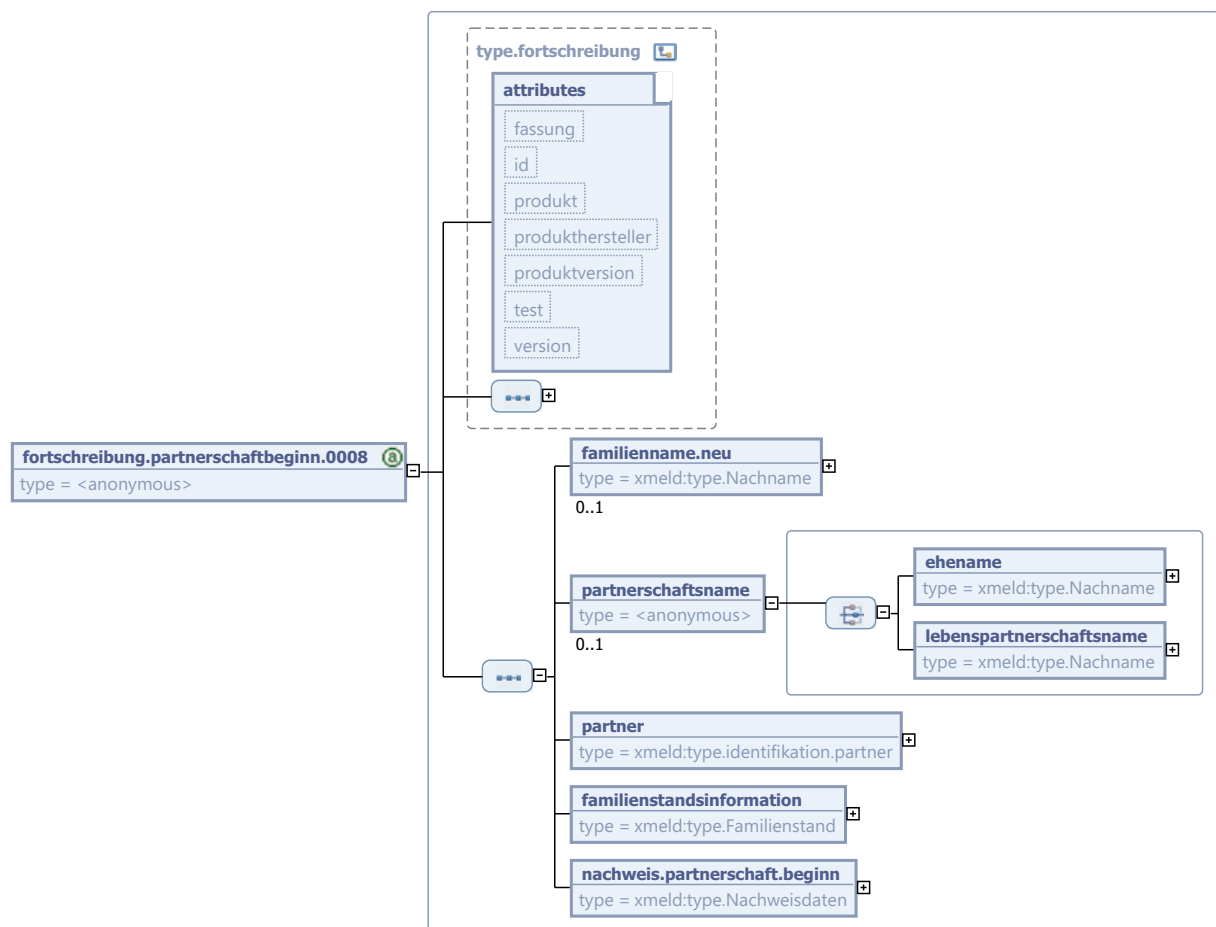 type.fortschreibung
attributes
fassung
id
produkt
produkthersteller
produktversion
test
version
fortschreibung.partnerschaftbeginn.0008 a
type = <anonymous>
familienname.neu
type = xmeld:type.Nachname
0..1
partnerschaftsname
type = <anonymous>
0..1
ehename
type = xmeld:type.Nachname
lebenspartnerschaftsname
type = xmeld:type.Nachname
partner
type = xmeld:type.identifikation.partner
familienstandsinformation
type = xmeld:type.Familienstand
nachweis.partnerschaft.beginn
type = xmeld:type.Nachweisdaten